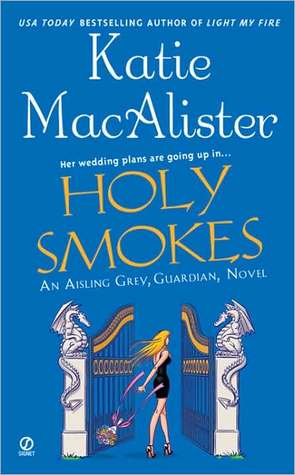 USA TODAY BESTSELLING AUTHOR OF LIGHT MY FIRE
Katie
MacAlister
Her wedding plans are going up in...
HOLY
SMOKES
AN AISLING GREY, GUARDIAN, NOVEL
SIGNET